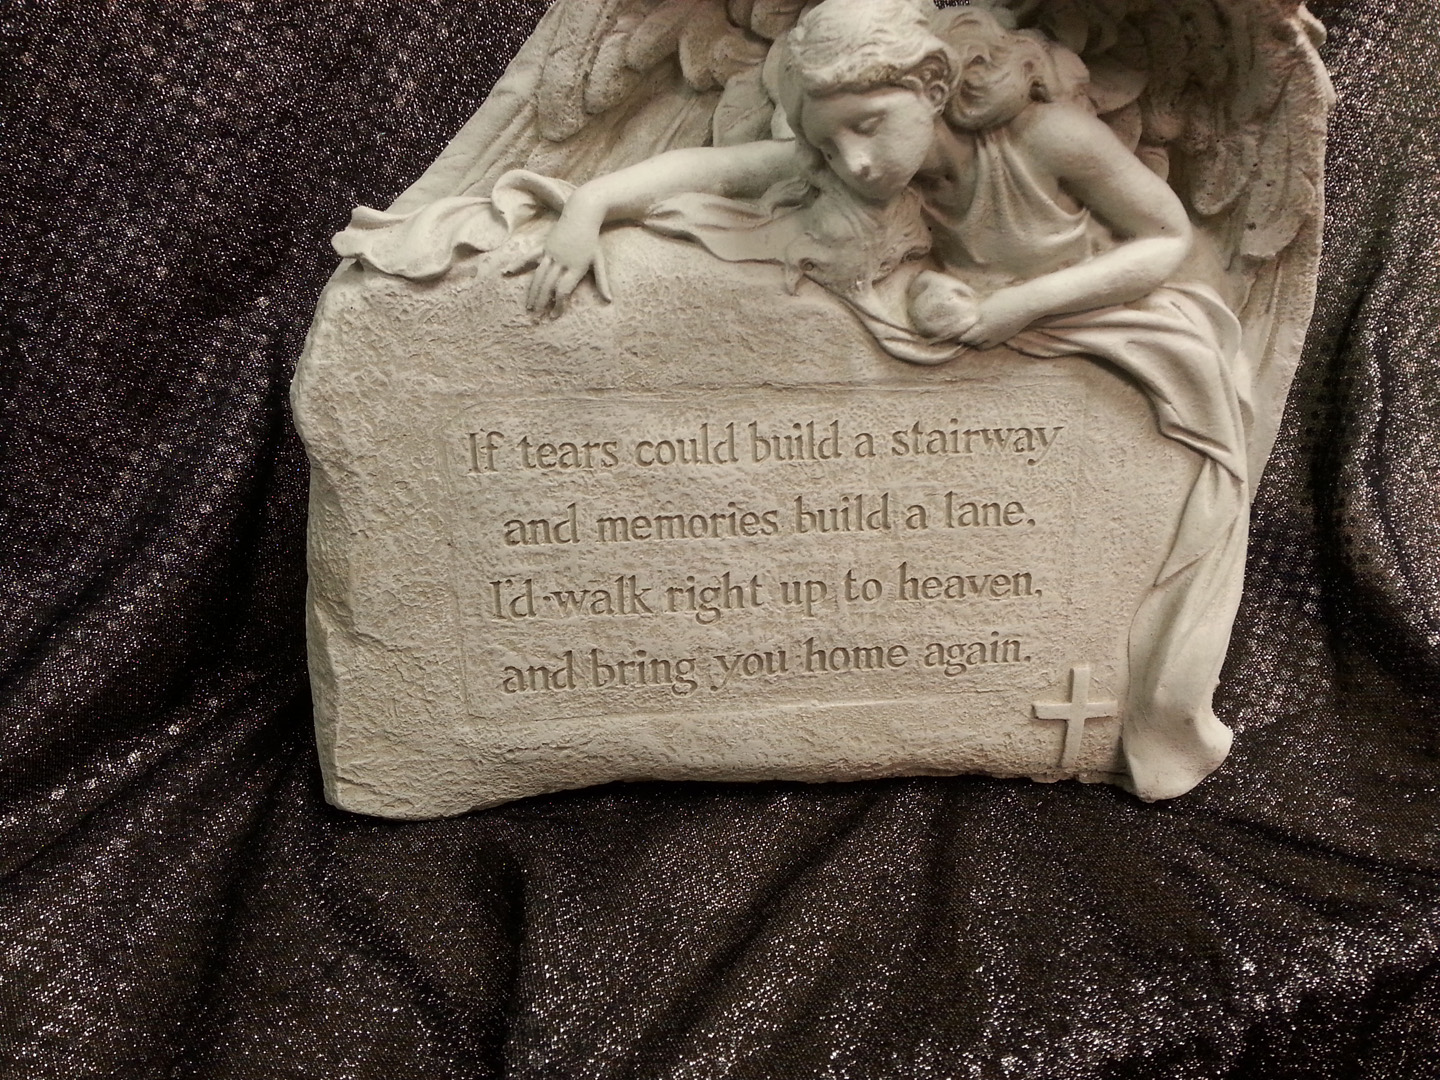 If tears could build a stairway
and memories build a lane.
I'd walk right up to heaven,
and bring you home again.